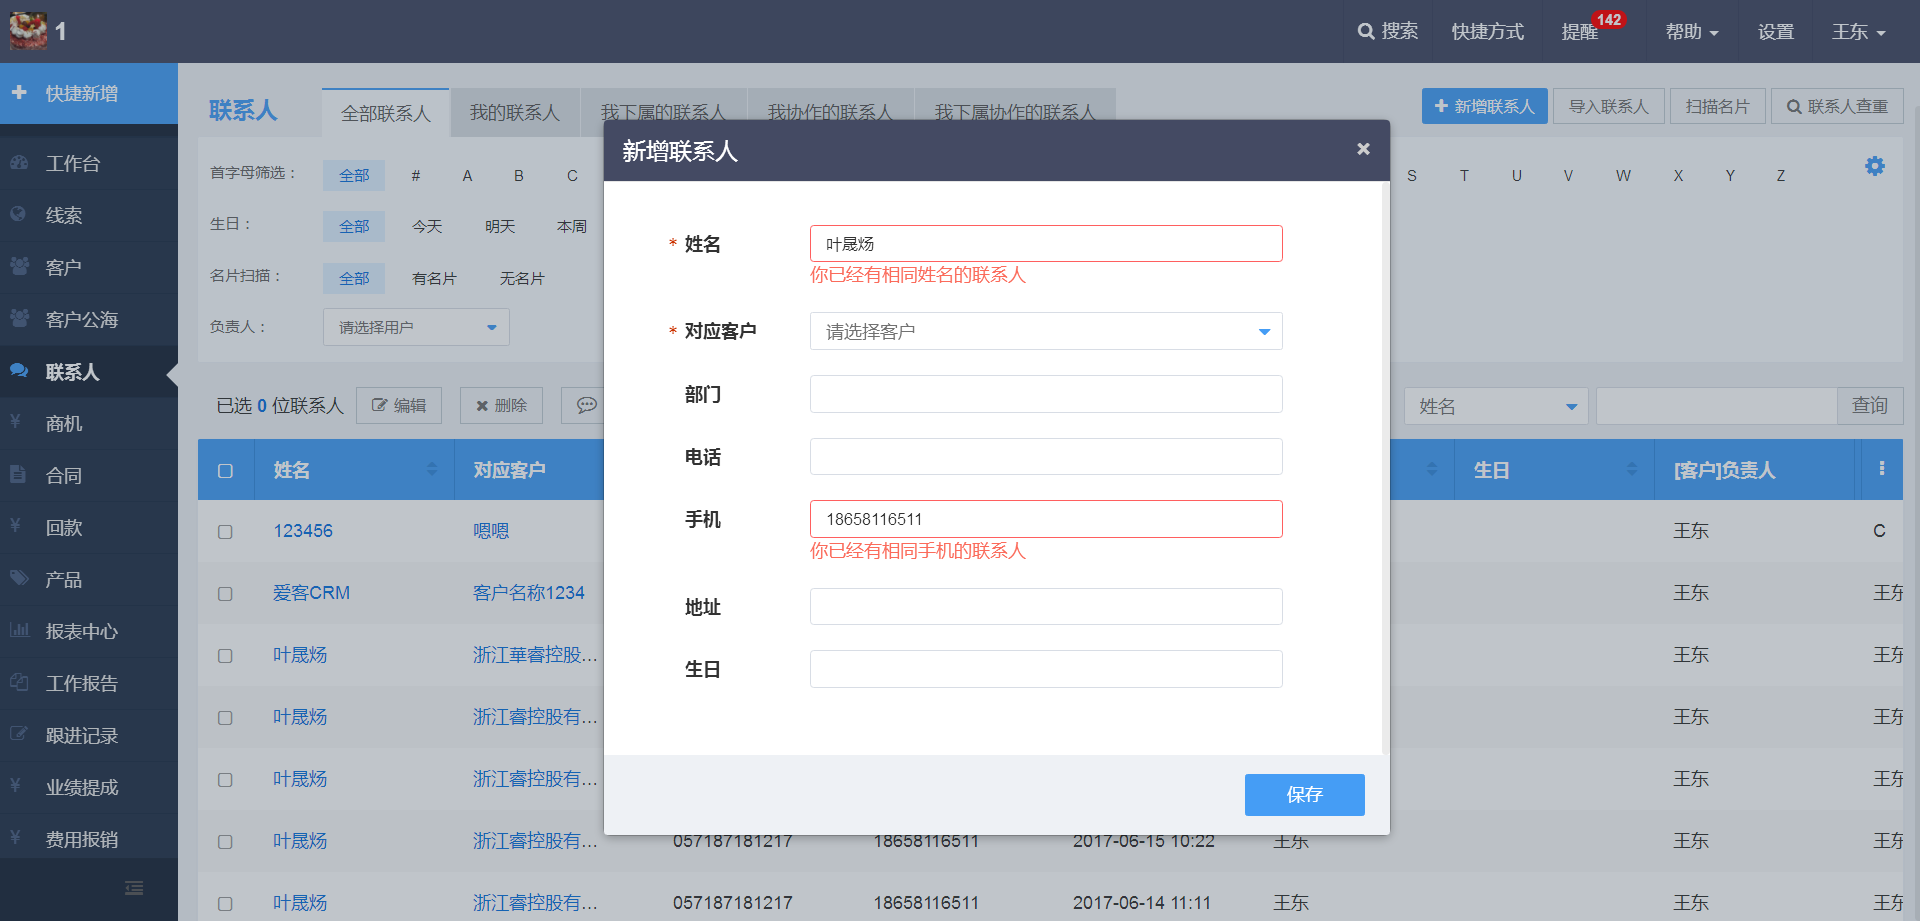 1
搜索
快捷方式
提醒
142
帮助
设置
王东
快捷新增
工作台
线索
客户
客户公海
联系人
商机
合同
回款
产品
报表中心
工作报告
跟进记录
业绩提成
费用报销
联系人
全部联系人
我的联系人
我下属的联系人
我协作的联系人
我下属协作的联系人
新增联系人
导入联系人
扫描名片
联系人查重
首字母筛选：
全部 # A B C S T U V W X Y Z
生日：
全部 今天 明天 本周
名片扫描：
全部 有名片 无名片
负责人：
请选择用户
已选 0 位联系人
编辑
删除
姓名
查询
姓名 对应客户 生日 [客户]负责人
123456 嗯嗯 王东 C
爱客CRM 客户名称1234 王东 王东
叶晟炀 浙江華睿控股... 王东 王东
叶晟炀 浙江睿控股有... 王东 王东
叶晟炀 浙江睿控股有... 王东 王东
叶晟炀 浙江睿控股有... 057187181217 18658116511 2017-06-15 10:22 王东 王东 王东
叶晟炀 浙江睿控股有... 057187181217 18658116511 2017-06-14 11:11 王东 王东 王东
新增联系人
×
* 姓名
叶晟炀
你已经有相同姓名的联系人
* 对应客户
请选择客户
部门
电话
手机
18658116511
你已经有相同手机的联系人
地址
生日
保存